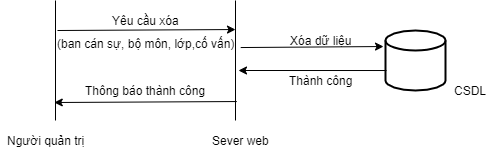 Yêu cầu xóa
(ban cán sự, bộ môn, lớp,cố vấn)
Xóa dữ liêu
Thành công
Thông báo thành công
CSDL
Người quản trị
Sever web